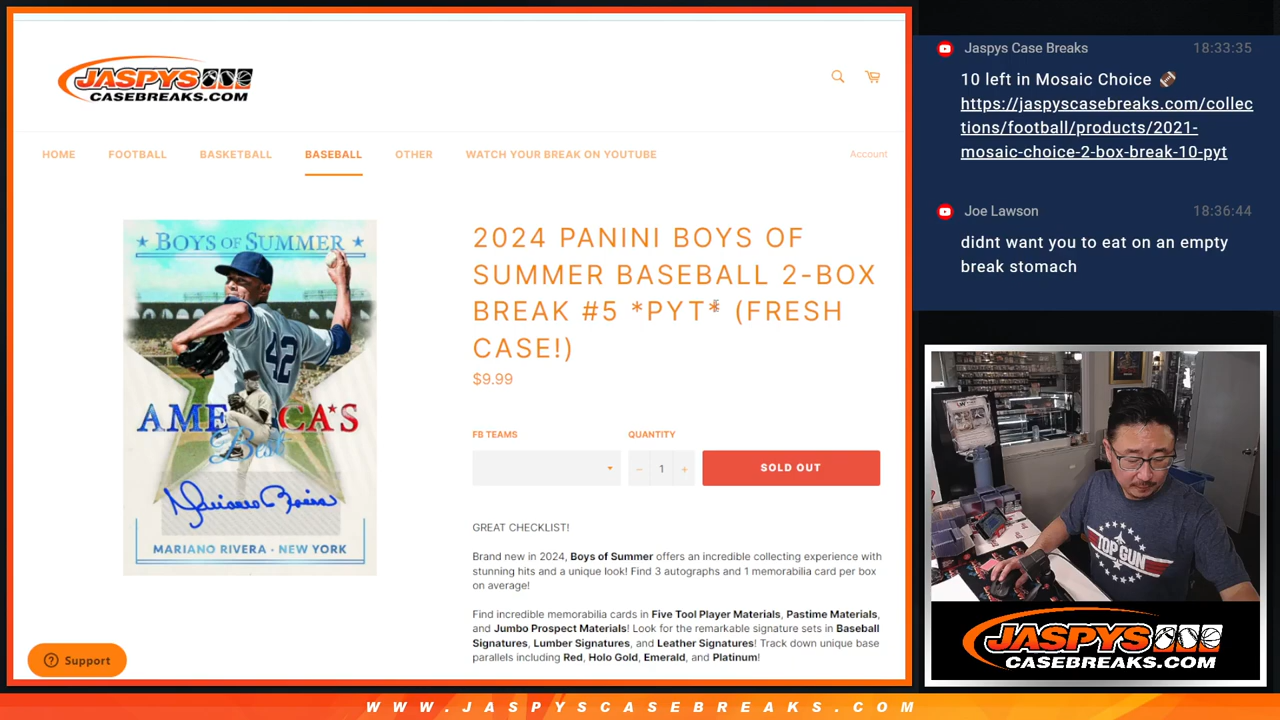 JASPYS
CASEBREAKS.COM
HOME FOOTBALL BASKETBALL BASEBALL OTHER WATCH YOUR BREAK ON YOUTUBE Account
★ BOYS OF SUMMER ★
42
AMERICA'S
Best
MARIANO RIVERA · NEW YORK
2024 PANINI BOYS OF
SUMMER BASEBALL 2-BOX
BREAK #5 *PYT* (FRESH
CASE!)
$9.99
FB TEAMS QUANTITY
− 1 + SOLD OUT
GREAT CHECKLIST!
Brand new in 2024, Boys of Summer offers an incredible collecting experience with
stunning hits and a unique look! Find 3 autographs and 1 memorabilia card per box
on average!
Find incredible memorabilia cards in Five Tool Player Materials, Pastime Materials,
and Jumbo Prospect Materials! Look for the remarkable signature sets in Baseball
Signatures, Lumber Signatures, and Leather Signatures! Track down unique base
parallels including Red, Holo Gold, Emerald, and Platinum!
Support
Jaspys Case Breaks 18:33:35
10 left in Mosaic Choice 🏈
https://jaspyscasebreaks.com/collec
tions/football/products/2021-
mosaic-choice-2-box-break-10-pyt
Joe Lawson 18:36:44
didnt want you to eat on an empty
break stomach
TOP GUN
JASPYS
CASEBREAKS.COM
WWW.JASPYSCASEBREAKS.COM